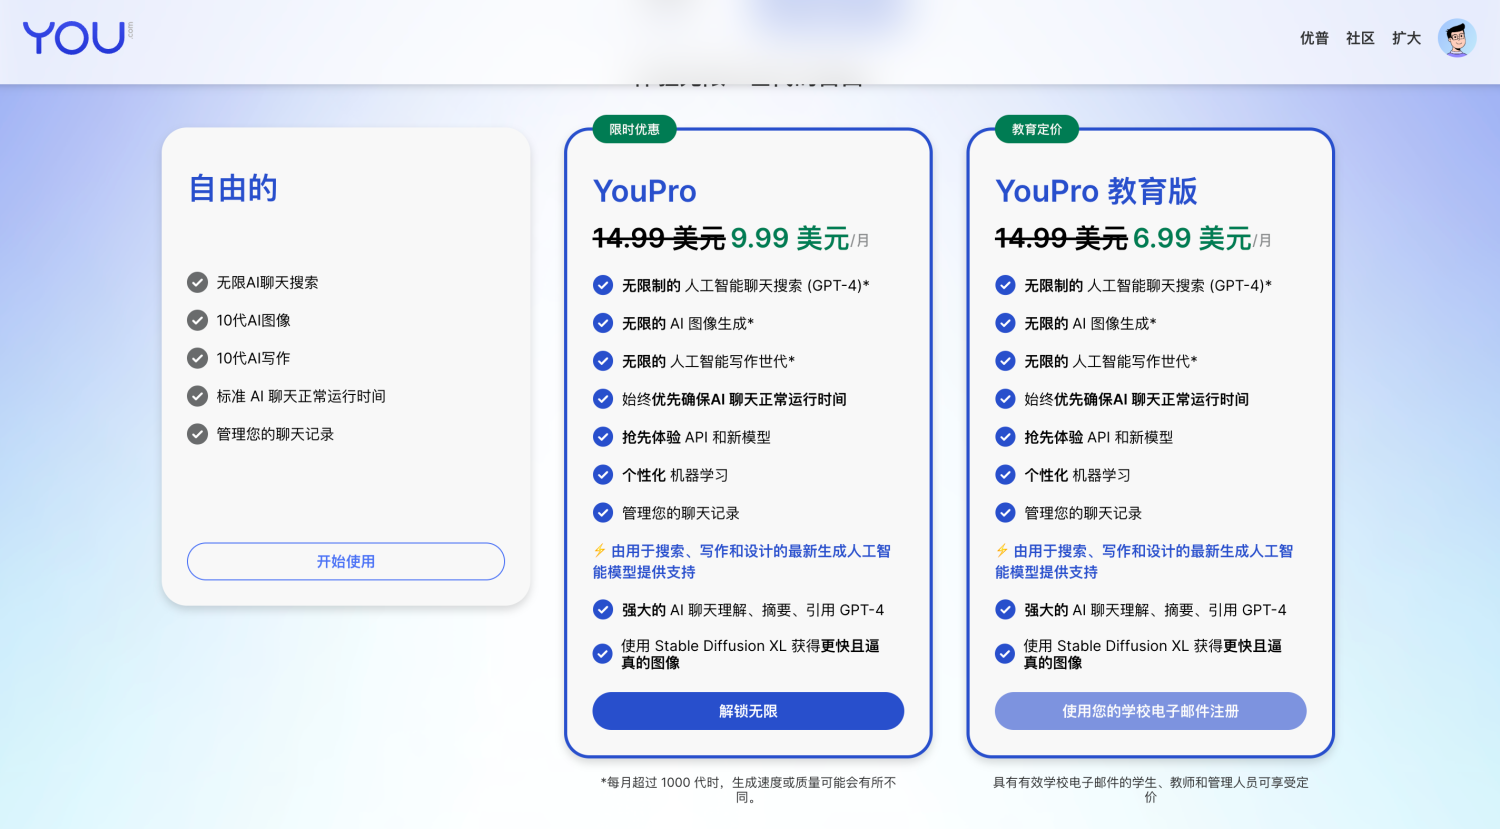 YOU
.com
优普
社区
扩大
自由的
无限AI聊天搜索
10代AI图像
10代AI写作
标准 AI 聊天正常运行时间
管理您的聊天记录
开始使用
限时优惠
YouPro
14.99 美元 9.99 美元/月
无限制的 人工智能聊天搜索 (GPT-4)*
无限的 AI 图像生成*
无限的 人工智能写作世代*
始终优先确保AI 聊天正常运行时间
抢先体验 API 和新模型
个性化 机器学习
管理您的聊天记录
⚡ 由用于搜索、写作和设计的最新生成人工智
能模型提供支持
强大的 AI 聊天理解、摘要、引用 GPT-4
使用 Stable Diffusion XL 获得更快且逼
真的图像
解锁无限
*每月超过 1000 代时，生成速度或质量可能会有所不
同。
教育定价
YouPro 教育版
14.99 美元 6.99 美元/月
无限制的 人工智能聊天搜索 (GPT-4)*
无限的 AI 图像生成*
无限的 人工智能写作世代*
始终优先确保AI 聊天正常运行时间
抢先体验 API 和新模型
个性化 机器学习
管理您的聊天记录
⚡ 由用于搜索、写作和设计的最新生成人工智
能模型提供支持
强大的 AI 聊天理解、摘要、引用 GPT-4
使用 Stable Diffusion XL 获得更快且逼
真的图像
使用您的学校电子邮件注册
具有有效学校电子邮件的学生、教师和管理人员可享受定
价